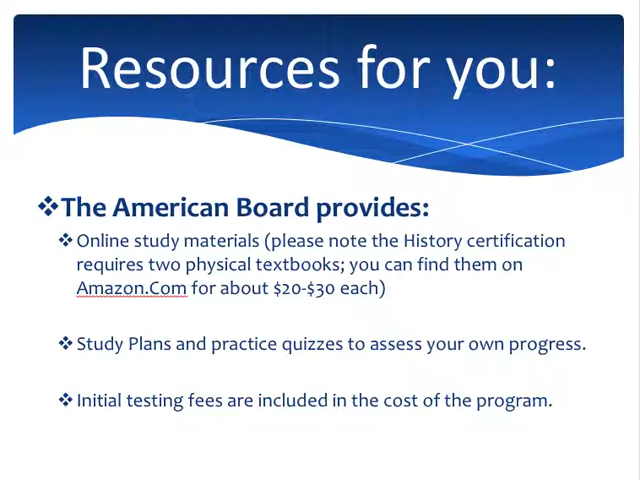 Resources for you:
❖The American Board provides:
❖Online study materials (please note the History certification
requires two physical textbooks; you can find them on
Amazon.Com for about $20-$30 each)
❖Study Plans and practice quizzes to assess your own progress.
❖Initial testing fees are included in the cost of the program.